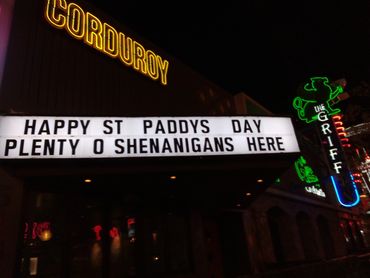 CORDUROY
HAPPY ST PADDYS DAY
PLENTY O SHENANIGANS HERE
THE
GRIFF